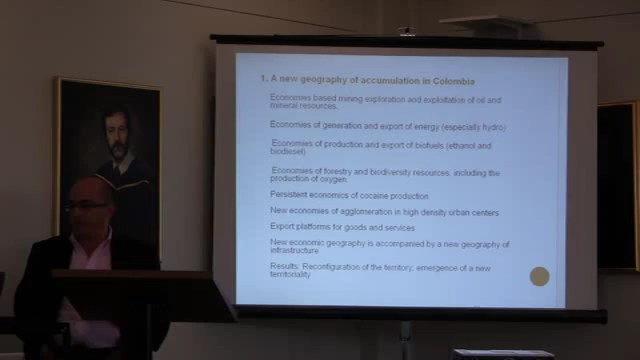 1. A new geography of accumulation in Colombia
Economies based mining exploration and exploitation of oil and
mineral resources.
Economies of generation and export of energy (especially hydro)
Economies of production and export of biofuels (ethanol and
biodiesel)
Economies of forestry and biodiversity resources, including the
production of oxygen.
Persistent economics of cocaine production
New economies of agglomeration in high density urban centers
Export platforms for goods and services
New economic geography is accompanied by a new geography of
infrastructure
Results: Reconfiguration of the territory, emergence of a new
territoriality